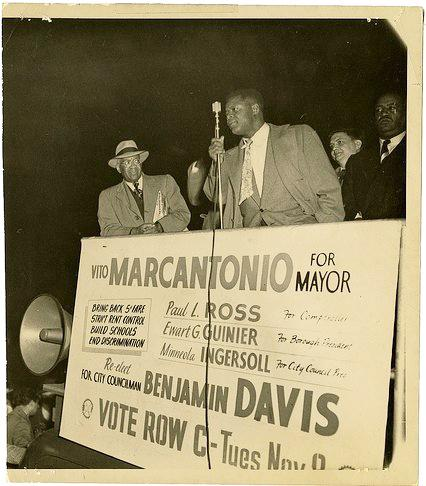 VITO MARCANTONIO FOR MAYOR
BRING BACK 5¢ FARE
STRICT RENT CONTROL
BUILD SCHOOLS
END DISCRIMINATION
Paul L. ROSS For Comptroller
Ewart G GUINIER For Borough President
Minneola INGERSOLL For City Council Pres
Re-elect
FOR CITY COUNCILMAN BENJAMIN DAVIS
VOTE ROW C-TUES NOV 8